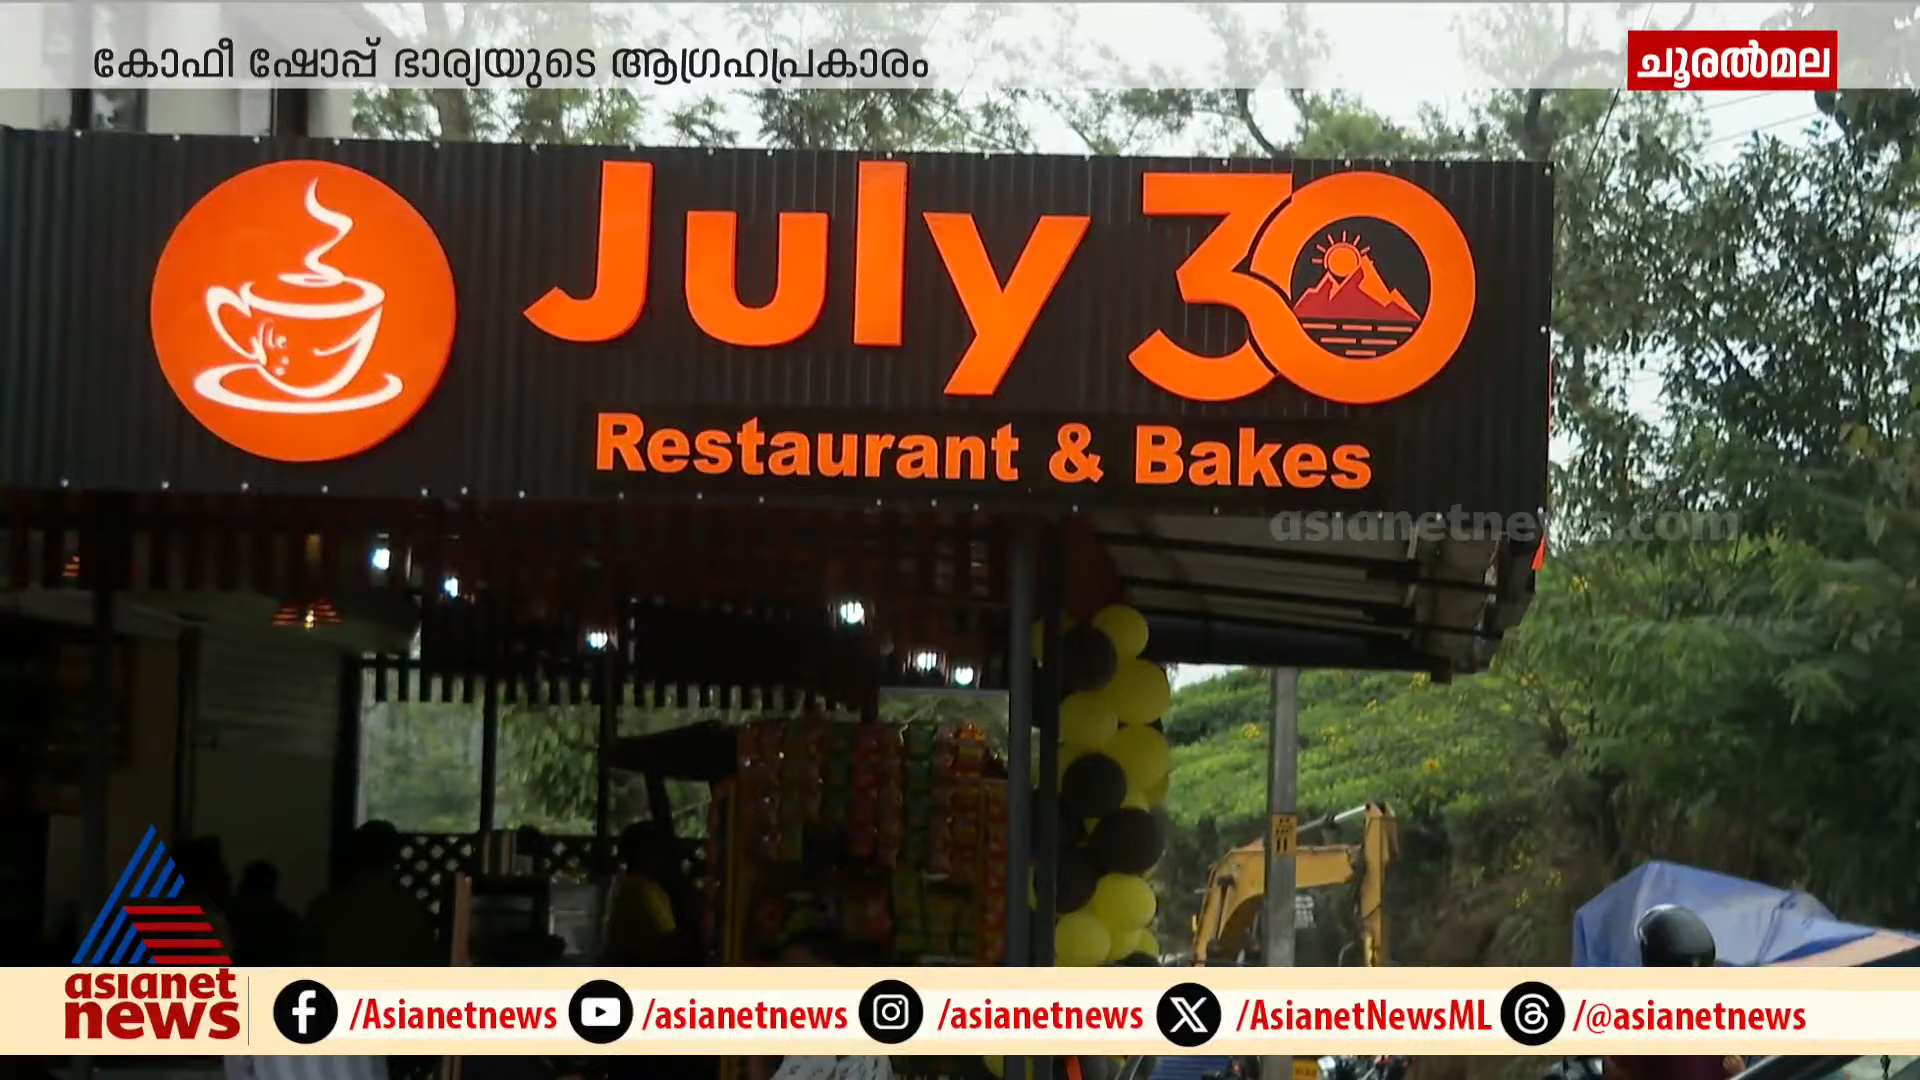 കോഫീ ഷോപ്പ് ഭാര്യയുടെ ആഗ്രഹപ്രകാരം
ചൂരൽമല
July 30
Restaurant & Bakes
asianetnews.com
asianet
news
/Asianetnews
/asianetnews
/asianetnews
/AsianetNewsML
/@asianetnews